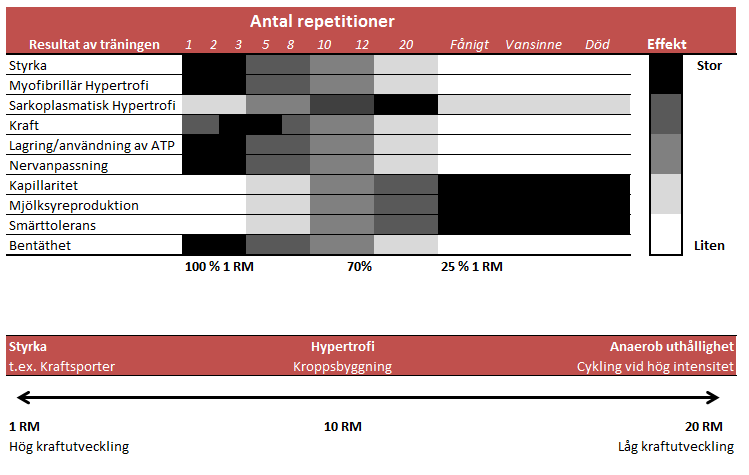 Antal repetitioner
Resultat av träningen 1 2 3 5 8 10 12 20 Fånigt Vansinne Död Effekt
Styrka Stor
Myofibrillär Hypertrofi
Sarkoplasmatisk Hypertrofi
Kraft
Lagring/användning av ATP
Nervanpassning
Kapillaritet
Mjölksyreproduktion
Smärttolerans
Bentäthet Liten
100 % 1 RM 70% 25 % 1 RM
Styrka Hypertrofi Anaerob uthållighet
t.ex. Kraftsporter Kroppsbyggning Cykling vid hög intensitet
1 RM 10 RM 20 RM
Hög kraftutveckling Låg kraftutveckling